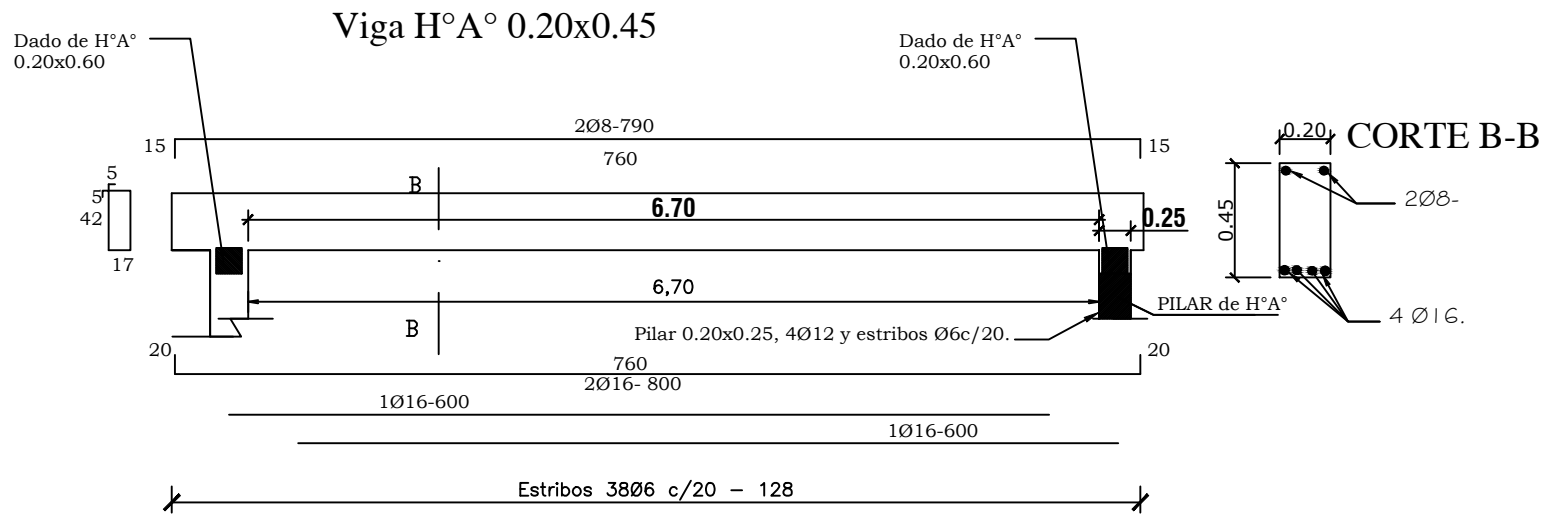 Viga H°A° 0.20x0.45
Dado de H°A°
0.20x0.60
Dado de H°A°
0.20x0.60
2Ø8-790
15
760
15
0.20
CORTE B-B
5
5
42
17
B
6.70
0.25
0.45
2Ø8-
6,70
B
PILAR de H°A°
4 Ø16.
Pilar 0.20x0.25, 4Ø12 y estribos Ø6c/20.
20
760
20
2Ø16- 800
1Ø16-600
1Ø16-600
Estribos 38Ø6 c/20 - 128